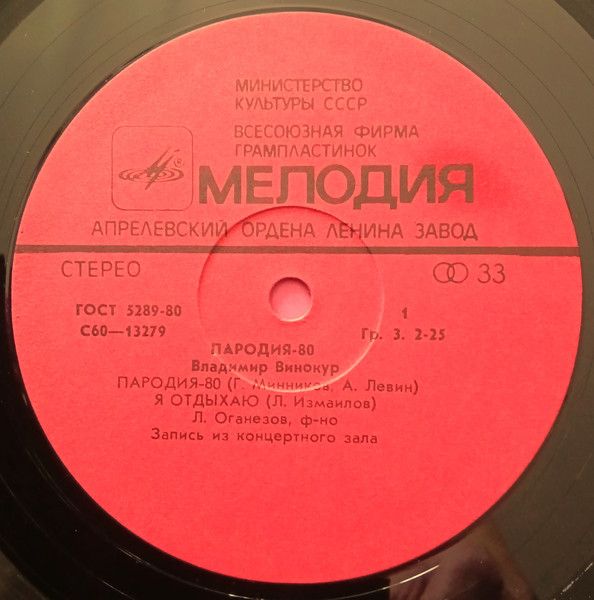 МИНИСТЕРСТВО
КУЛЬТУРЫ СССР
ВСЕСОЮЗНАЯ ФИРМА
ГРАМПЛАСТИНОК
МЕЛОДИЯ
АПРЕЛЕВСКИЙ ОРДЕНА ЛЕНИНА ЗАВОД
СТЕРЕО
33
ГОСТ 5289-80
1
С60—13279
Гр. 3. 2-25
ПАРОДИЯ-80
Владимир Винокур
ПАРОДИЯ-80 (Г. Минников, А. Левин)
Я ОТДЫХАЮ (Л. Измаилов)
Л. Оганезов, ф-но
Запись из концертного зала